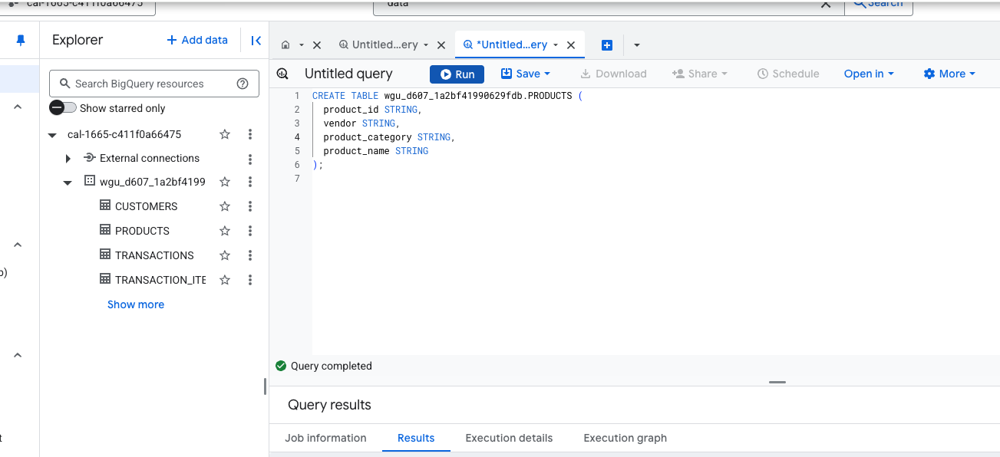 cal-1665-c411f0a66475
data
Search
Explorer
Add data
Untitled...ery
*Untitled...ery
Search BigQuery resources
Untitled query
Run
Save
Download
Share
Schedule
Open in
More
Show starred only
cal-1665-c411f0a66475
External connections
wgu_d607_1a2bf4199
CUSTOMERS
PRODUCTS
TRANSACTIONS
TRANSACTION_ITE
Show more
1 CREATE TABLE wgu_d607_1a2bf41990629fdb.PRODUCTS (
2 product_id STRING,
3 vendor STRING,
4 product_category STRING,
5 product_name STRING
6 );
7
Query completed
Query results
Job information
Results
Execution details
Execution graph